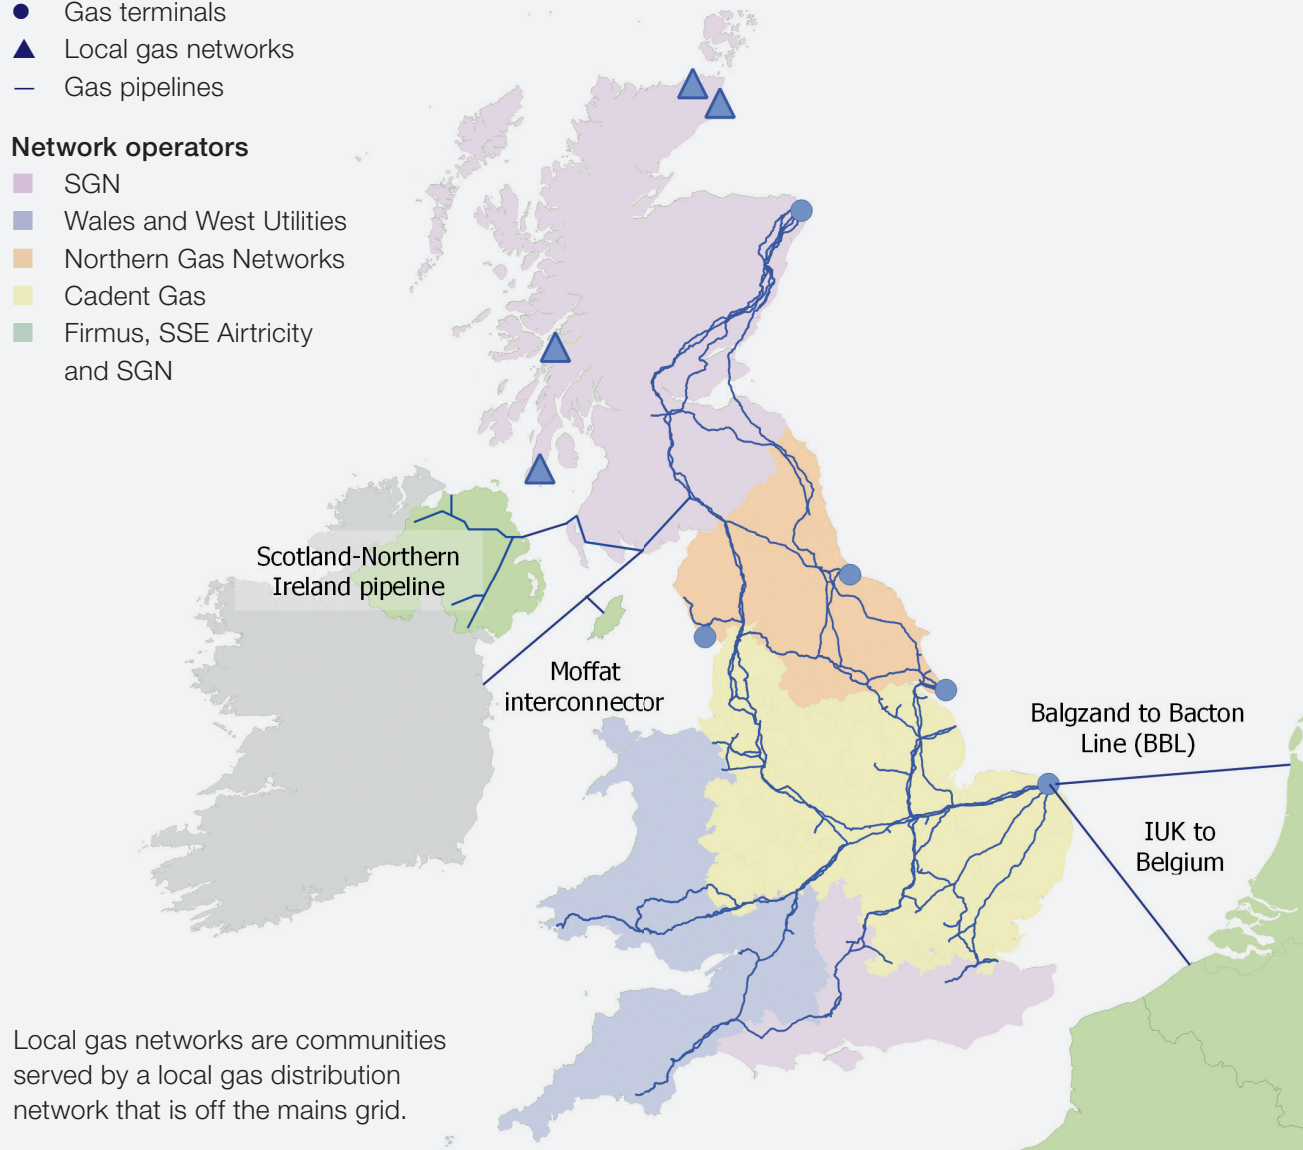 Gas terminals
Local gas networks
Gas pipelines
Network operators
SGN
Wales and West Utilities
Northern Gas Networks
Cadent Gas
Firmus, SSE Airtricity
and SGN
Scotland-Northern
Ireland pipeline
Moffat
interconnector
Balgzand to Bacton
Line (BBL)
IUK to
Belgium
Local gas networks are communities
served by a local gas distribution
network that is off the mains grid.